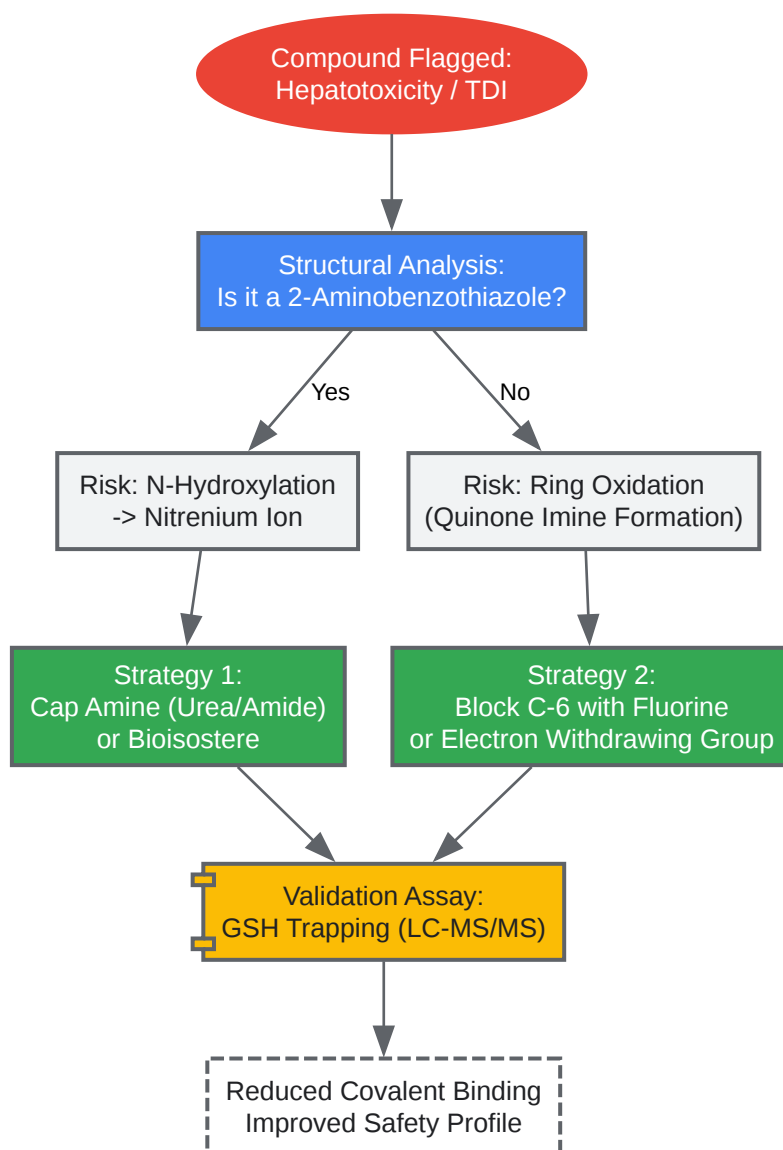 Compound Flagged:
Hepatotoxicity / TDI
Structural Analysis:
Is it a 2-Aminobenzothiazole?
Yes
No
Risk: N-Hydroxylation
-> Nitrenium Ion
Risk: Ring Oxidation
(Quinone Imine Formation)
Strategy 1:
Cap Amine (Urea/Amide)
or Bioisostere
Strategy 2:
Block C-6 with Fluorine
or Electron Withdrawing Group
Validation Assay:
GSH Trapping (LC-MS/MS)
Reduced Covalent Binding
Improved Safety Profile